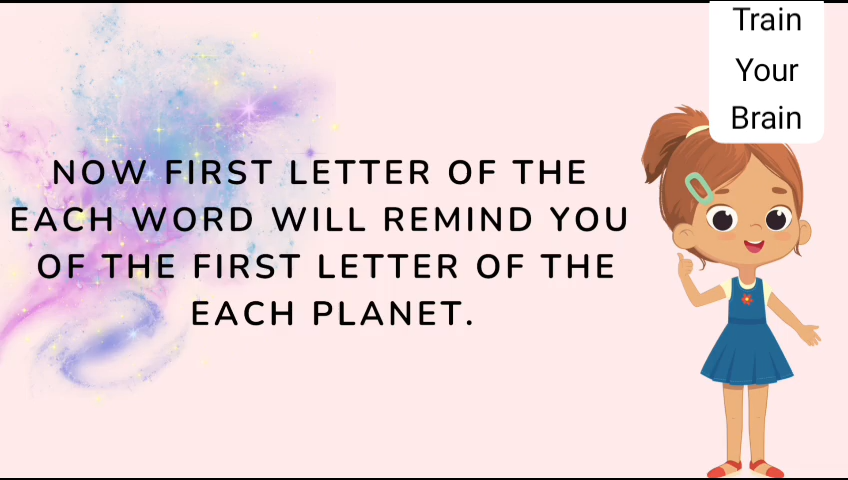 Train
Your
Brain
NOW FIRST LETTER OF THE
EACH WORD WILL REMIND YOU
OF THE FIRST LETTER OF THE
EACH PLANET.